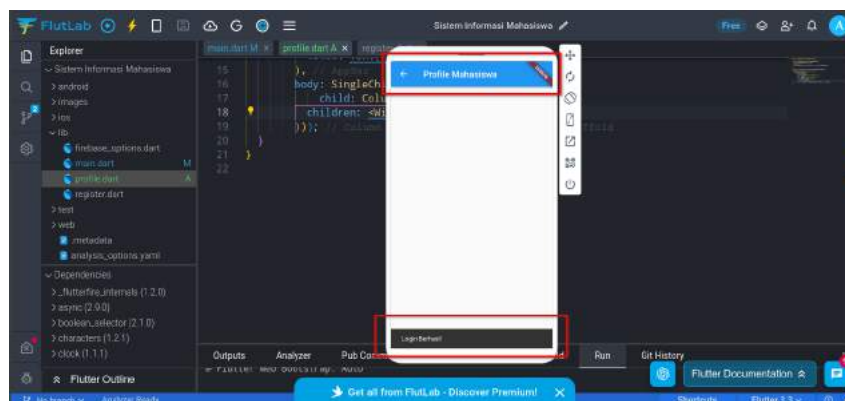 FlutLab
G
Sistem Informasi Mahasiswa
Free
A
Explorer
main.dart M ×
profile.dart A ×
Sistem Informasi Mahasiswa
> android
> images
> ios
lib
firebase_options.dart
main.dart M
profile.dart A
register.dart
> test
> web
.metadata
analysis_options.yaml
Dependencies
> _flutterfire_internals (1.2.0)
> async (2.9.0)
> boolean_selector (2.1.0)
> characters (1.2.1)
> clock (1.1.1)
Flutter Outline
15 ), // AppBar
16 body: SingleChi
17 child: Colu
18 children: <Wi
19 ))); // Column
20 }
21 }
22
Profile Mahasiswa
Login Berhasil
Outputs
Analyzer
Run
Git History
Flutter Documentation
Get all from FlutLab - Discover Premium!